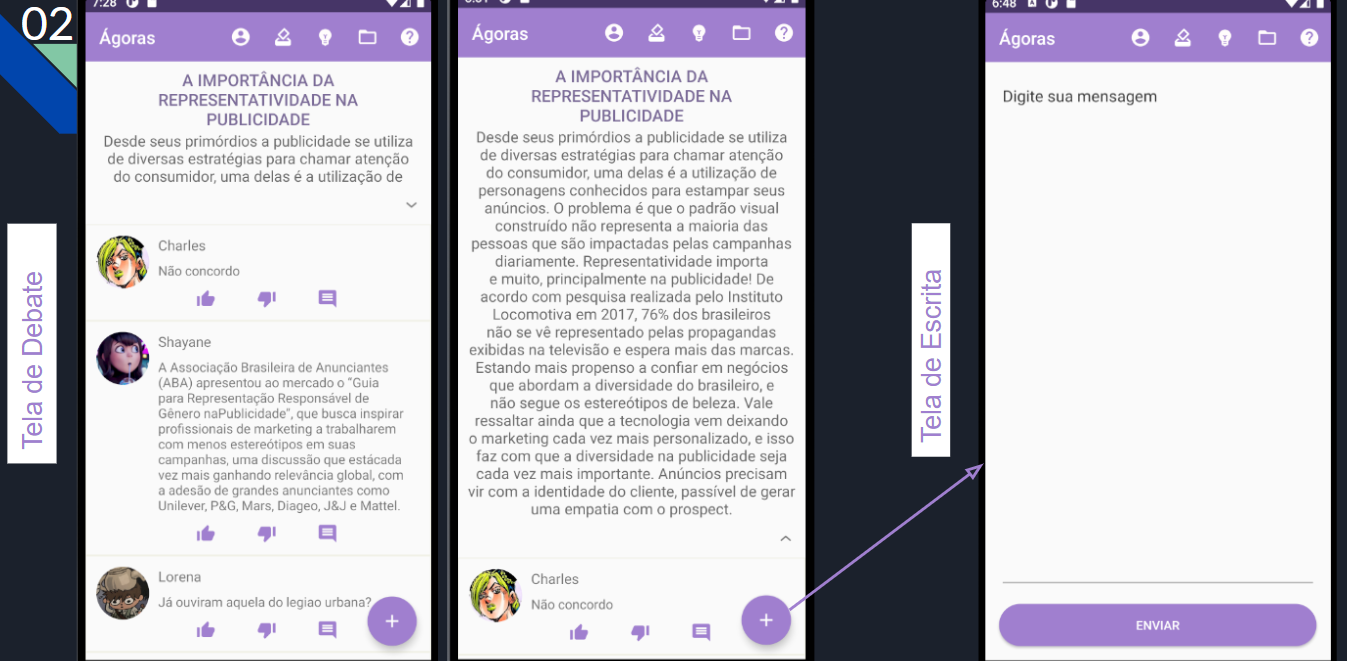 02
Tela de Debate
7:28
Ágoras
A IMPORTÂNCIA DA
REPRESENTATIVIDADE NA
PUBLICIDADE
Desde seus primórdios a publicidade se utiliza
de diversas estratégias para chamar atenção
do consumidor, uma delas é a utilização de
Charles
Não concordo
Shayane
A Associação Brasileira de Anunciantes
(ABA) apresentou ao mercado o "Guia
para Representação Responsável de
Gênero naPublicidade", que busca inspirar
profissionais de marketing a trabalharem
com menos estereótipos em suas
campanhas, uma discussão que estácada
vez mais ganhando relevância global, com
a adesão de grandes anunciantes como
Unilever, P&G, Mars, Diageo, J&J e Mattel.
Lorena
Já ouviram aquela do legiao urbana?
Ágoras
A IMPORTÂNCIA DA
REPRESENTATIVIDADE NA
PUBLICIDADE
Desde seus primórdios a publicidade se utiliza
de diversas estratégias para chamar atenção
do consumidor, uma delas é a utilização de
personagens conhecidos para estampar seus
anúncios. O problema é que o padrão visual
construído não representa a maioria das
pessoas que são impactadas pelas campanhas
diariamente. Representatividade importa
e muito, principalmente na publicidade! De
acordo com pesquisa realizada pelo Instituto
Locomotiva em 2017, 76% dos brasileiros
não se vê representado pelas propagandas
exibidas na televisão e espera mais das marcas.
Estando mais propenso a confiar em negócios
que abordam a diversidade do brasileiro, e
não segue os estereótipos de beleza. Vale
ressaltar ainda que a tecnologia vem deixando
o marketing cada vez mais personalizado, e isso
faz com que a diversidade na publicidade seja
cada vez mais importante. Anúncios precisam
vir com a identidade do cliente, passível de gerar
uma empatia com o prospect.
Charles
Não concordo
Tela de Escrita
6:48
Ágoras
Digite sua mensagem
ENVIAR